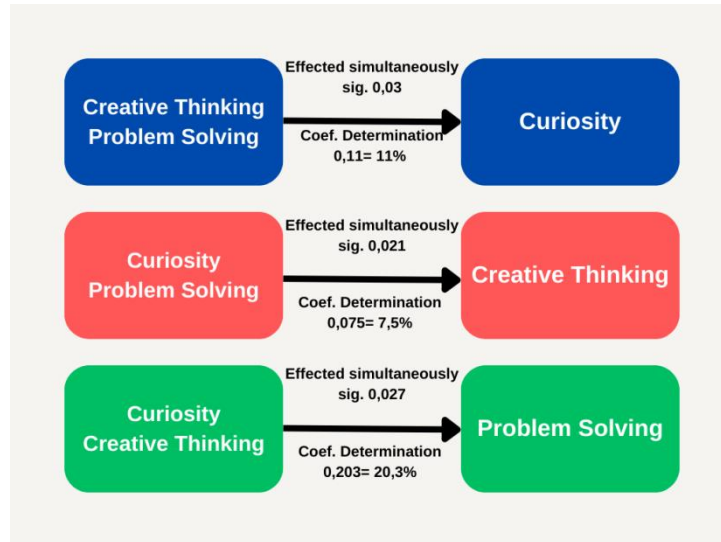 Creative Thinking
Problem Solving
Effected simultaneously
sig. 0,03
Coef. Determination
0,11= 11%
Curiosity
Curiosity
Problem Solving
Effected simultaneously
sig. 0,021
Coef. Determination
0,075= 7,5%
Creative Thinking
Curiosity
Creative Thinking
Effected simultaneously
sig. 0,027
Coef. Determination
0,203= 20,3%
Problem Solving